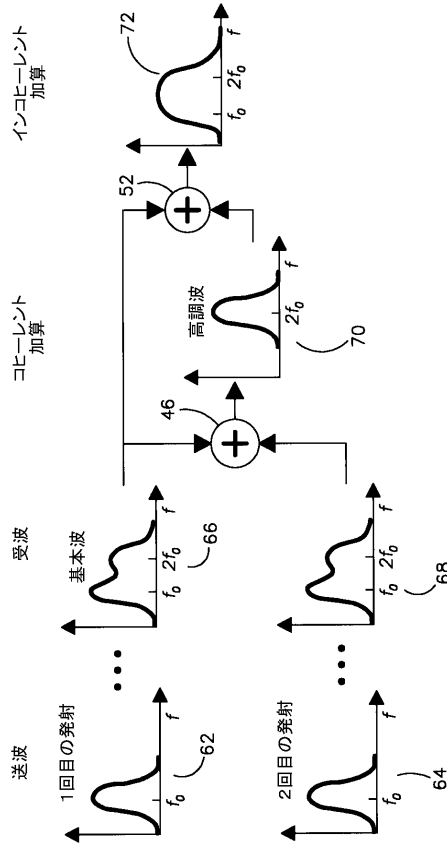 送波
受波
コヒーレント
加算
インコヒーレント
加算
1回目の発射
f₀
f
62
基本波
f₀
2f₀
f
66
52
f₀
2f₀
f
72
46
高調波
2f₀
f
70
2回目の発射
f₀
f
64
f₀
2f₀
f
68